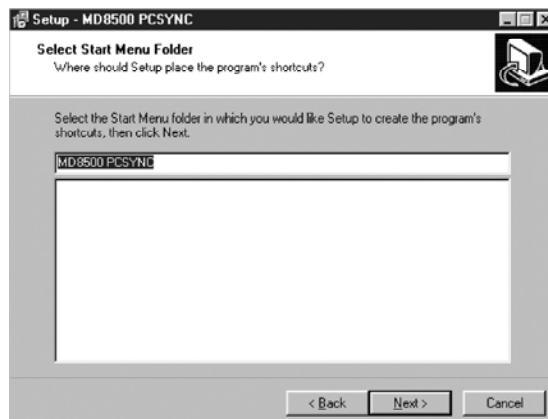 Setup - MD8500 PCSYNC
Select Start Menu Folder
Where should Setup place the program's shortcuts?
Select the Start Menu folder in which you would like Setup to create the program's
shortcuts, then click Next.
MD8500 PCSYNC
< Back
Next >
Cancel